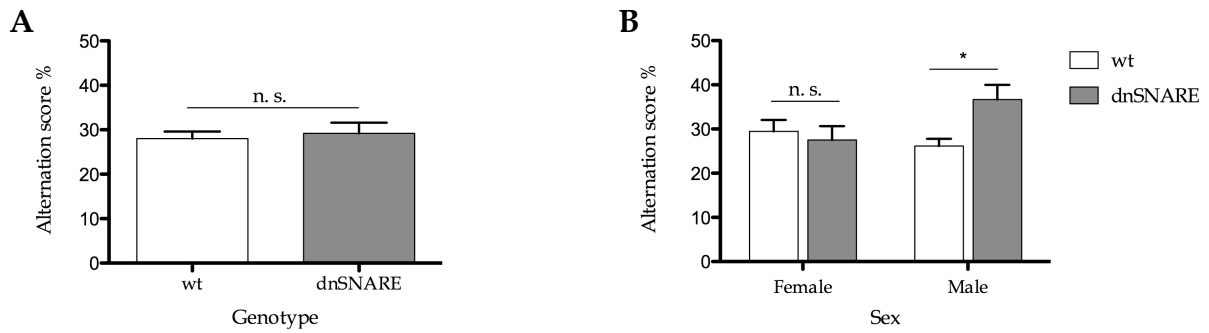 A
Alternation score %
50
40
30
20
10
0
n. s.
wt
dnSNARE
Genotype
B
Alternation score %
50
40
30
20
10
0
n. s.
*
Female
Male
Sex
wt
dnSNARE